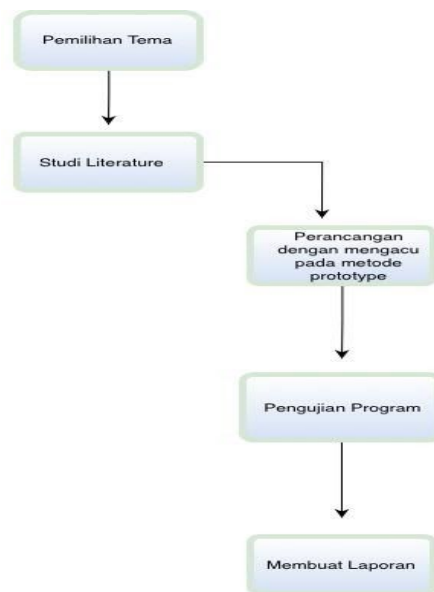 Pemilihan Tema
Studi Literature
Perancangan
dengan mengacu
pada metode
prototype
Pengujian Program
Membuat Laporan